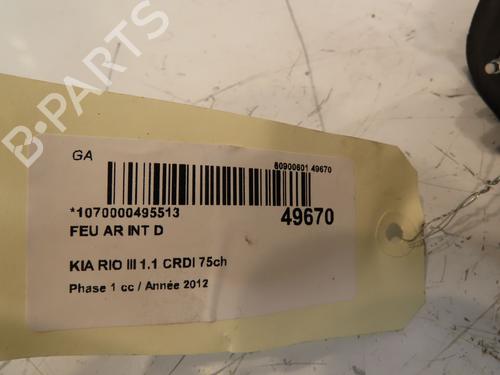 B-PARTS
GA
80900601 49670
*1070000495513
49670
FEU AR INT D
KIA RIO III 1.1 CRDI 75ch
Phase 1 cc / Année 2012